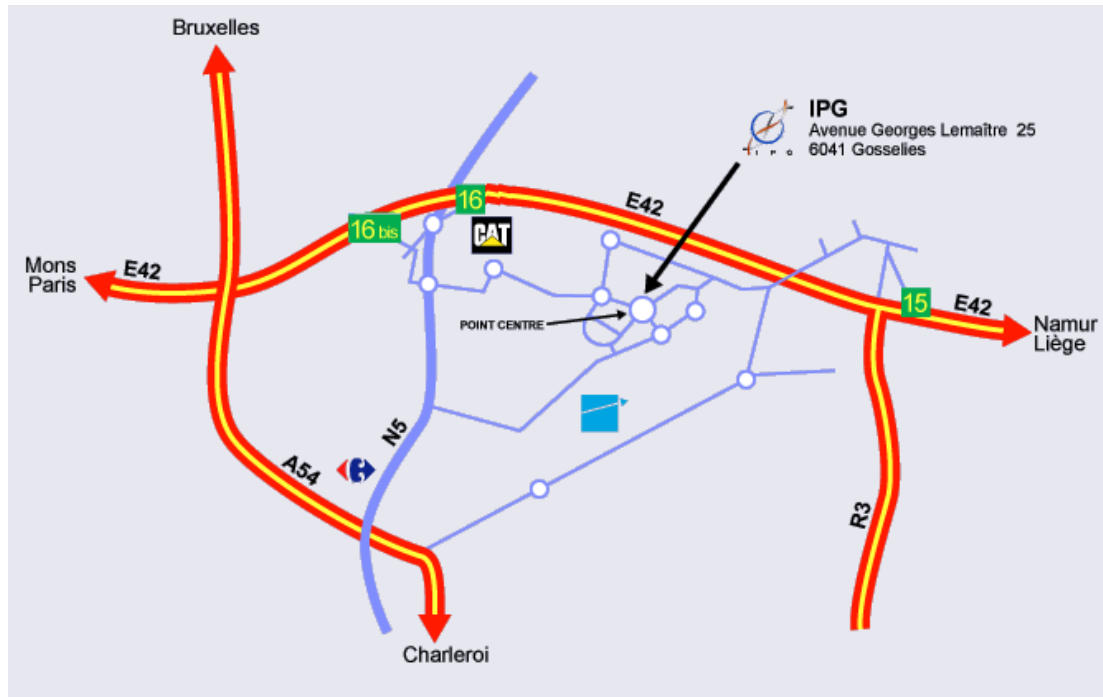 Bruxelles
IPG
Avenue Georges Lemaître 25
6041 Gosselies
I P G
16
E42
16 bis
CAT
Mons
Paris
E42
POINT CENTRE
15
E42
Namur
Liège
N5
A54
R3
Charleroi